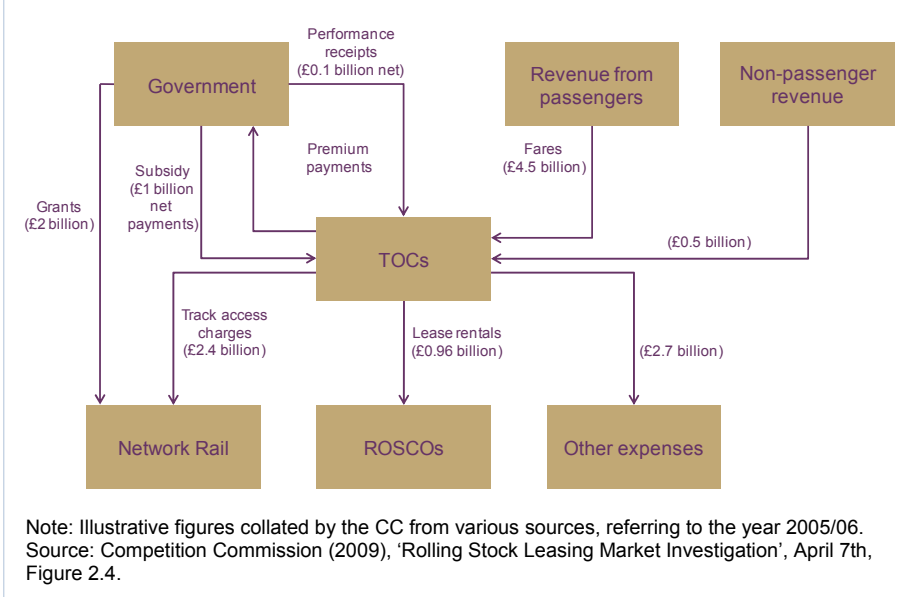 Performance
receipts
(£0.1 billion net)
Government
Revenue from
passengers
Non-passenger
revenue
Grants
(£2 billion)
Subsidy
(£1 billion
net
payments)
Premium
payments
Fares
(£4.5 billion)
(£0.5 billion)
TOCs
Track access
charges
(£2.4 billion)
Lease rentals
(£0.96 billion)
(£2.7 billion)
Network Rail
ROSCOs
Other expenses
Note: Illustrative figures collated by the CC from various sources, referring to the year 2005/06.
Source: Competition Commission (2009), ‘Rolling Stock Leasing Market Investigation’, April 7th,
Figure 2.4.